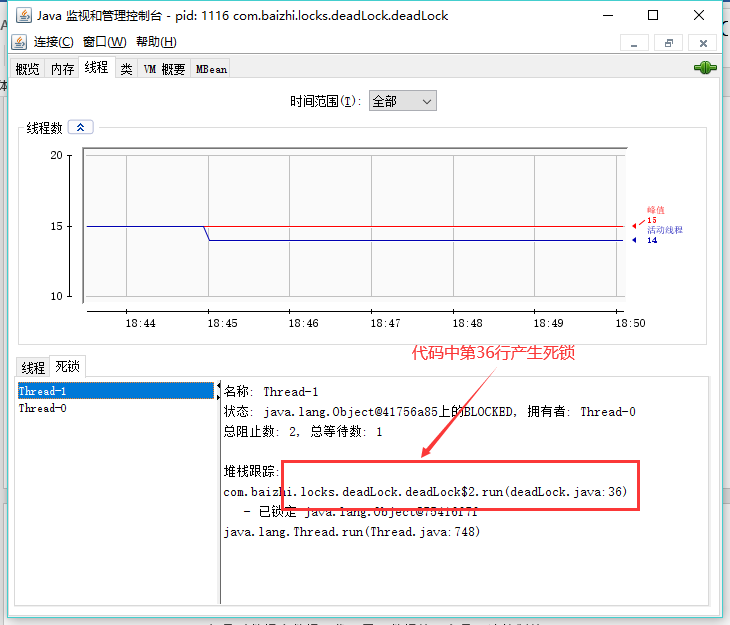 Java 监视和管理控制台 - pid: 1116 com.baizhi.locks.deadLock.deadLock
连接(C) 窗口(W) 帮助(H)
概览 内存 线程 类 VM 概要 MBean
时间范围(T): 全部
线程数
20
15
10
峰值
15
活动线程
14
18:44 18:45 18:46 18:47 18:48 18:49 18:50
代码中第36行产生死锁
线程 死锁
Thread-1
Thread-0
名称: Thread-1
状态: java.lang.Object@41756a85上的BLOCKED, 拥有者: Thread-0
总阻止数: 2, 总等待数: 1
堆栈跟踪:
com.baizhi.locks.deadLock.deadLock$2.run(deadLock.java:36)
- 已锁定 java.lang.Object@75416f7f
java.lang.Thread.run(Thread.java:748)